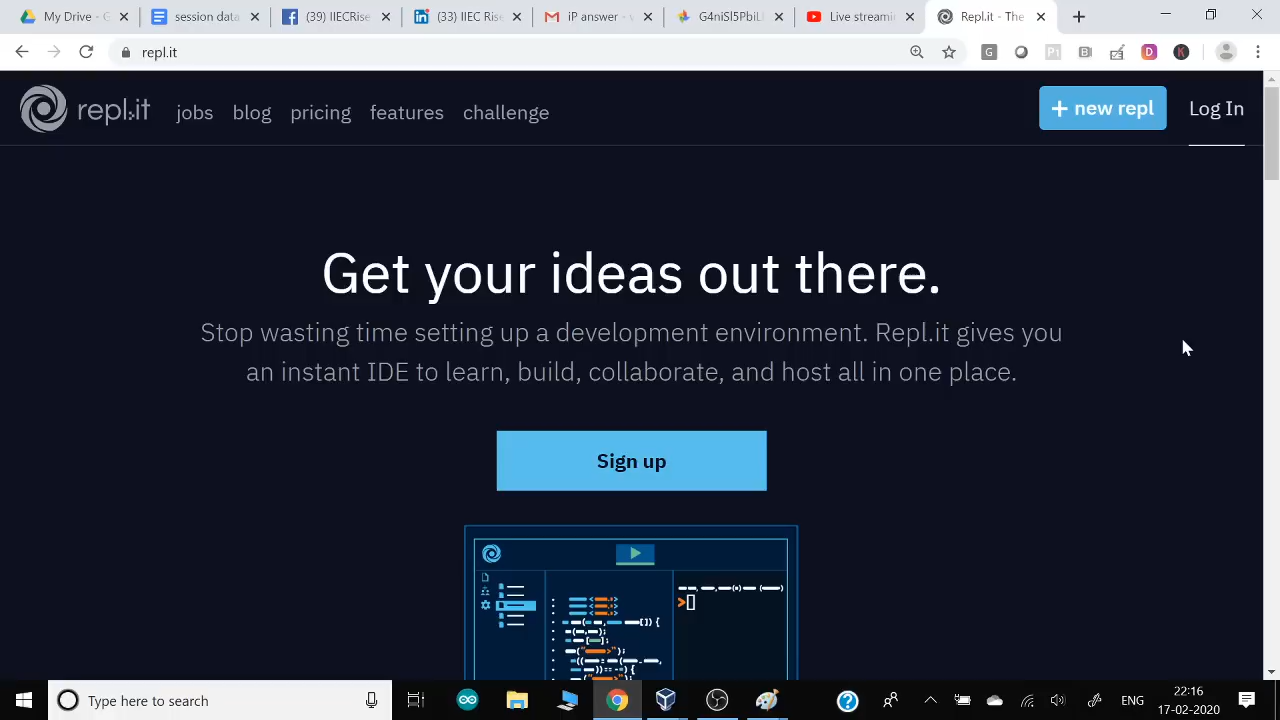 My Drive - G
session data
(39)IIECRise
(33) IIEC Rise
iP answer - v
G4niSIDPbiLL
Live streami
Repl.it - The
repl.it
repl.it
jobs
blog
pricing
features
challenge
+ new repl
Log In
Get your ideas out there.
Stop wasting time setting up a development environment. Repl.it gives you
an instant IDE to learn, build, collaborate, and host all in one place.
Sign up
Type here to search
ENG
22:16
17-02-2020